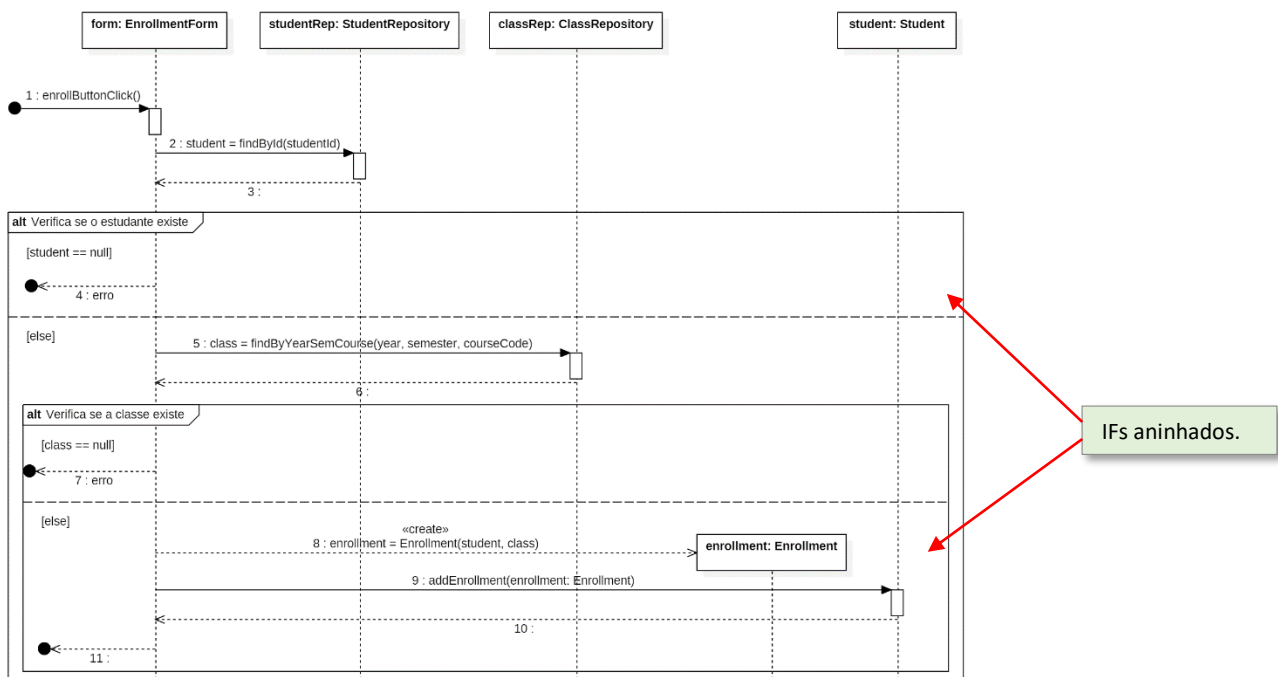 form: EnrollmentForm
studentRep: StudentRepository
classRep: ClassRepository
student: Student
1 : enrollButtonClick()
2 : student = findById(studentId)
3 :
alt Verifica se o estudante existe
[student == null]
4 : erro
[else]
5 : class = findByYearSemCourse(year, semester, courseCode)
6 :
alt Verifica se a classe existe
[class == null]
7 : erro
[else]
«create»
8 : enrollment = Enrollment(student, class)
enrollment: Enrollment
9 : addEnrollment(enrollment: Enrollment)
10 :
11 :
IFs aninhados.